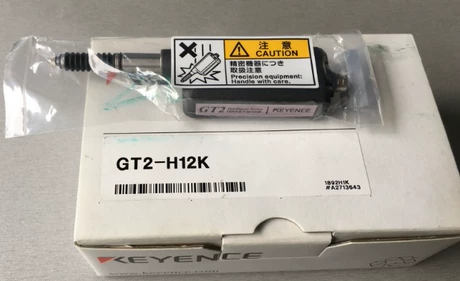 注意
CAUTION
精密機器につき
取扱注意
Precision equipment:
Handle with care.
GT2
KEYENCE
GT2-H12K
1892H1K
#A2713643
KEYENCE